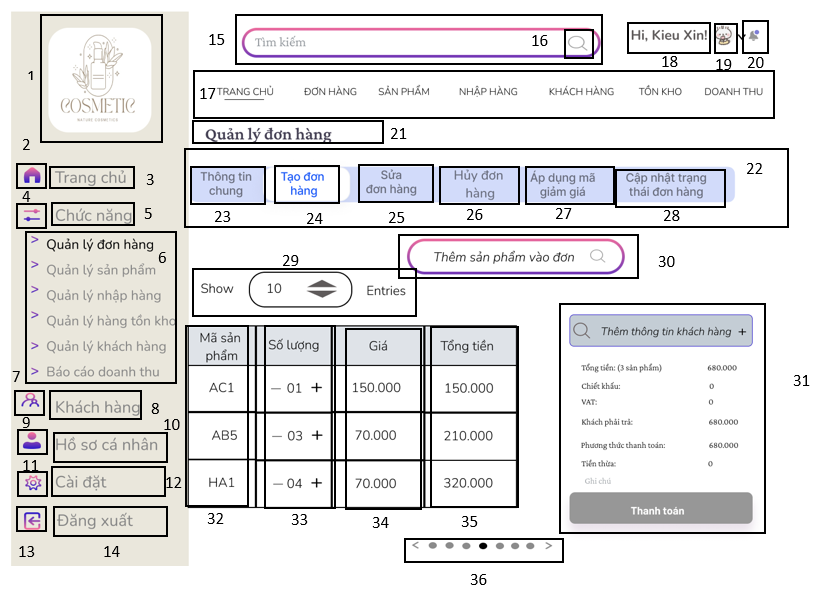 15
Tìm kiếm
16
Hi, Kieu Xin!
18
19
20
1
COSMETIC
NATURE COSMETICS
17
TRANG CHỦ ĐƠN HÀNG SẢN PHẨM NHẬP HÀNG KHÁCH HÀNG TỒN KHO DOANH THU
Quản lý đơn hàng
21
2
Trang chủ
3
4
Chức năng
5
> Quản lý đơn hàng
6
> Quản lý sản phẩm
> Quản lý nhập hàng
> Quản lý hàng tồn kho
> Quản lý khách hàng
> Báo cáo doanh thu
7
Khách hàng
8
9
10
Hồ sơ cá nhân
11
Cài đặt
12
Đăng xuất
13
14
22
Thông tin
chung
Tạo đơn
hàng
Sửa
đơn hàng
Hủy đơn
hàng
Áp dụng mã
giảm giá
Cập nhật trạng
thái đơn hàng
23
24
25
26
27
28
29
Thêm sản phẩm vào đơn
30
Show 10 Entries
Mã sản
phẩm
Số lượng
Giá
Tổng tiền
AC1 — 01 + 150.000 150.000
AB5 — 03 + 70.000 210.000
HA1 — 04 + 70.000 320.000
32
33
34
35
Thêm thông tin khách hàng +
Tổng tiền: (3 sản phẩm) 680.000
Chiết khấu: 0
VAT: 0
Khách phải trả: 680.000
Phương thức thanh toán: 680.000
Tiền thừa: 0
Ghi chú
Thanh toán
31
< >
36